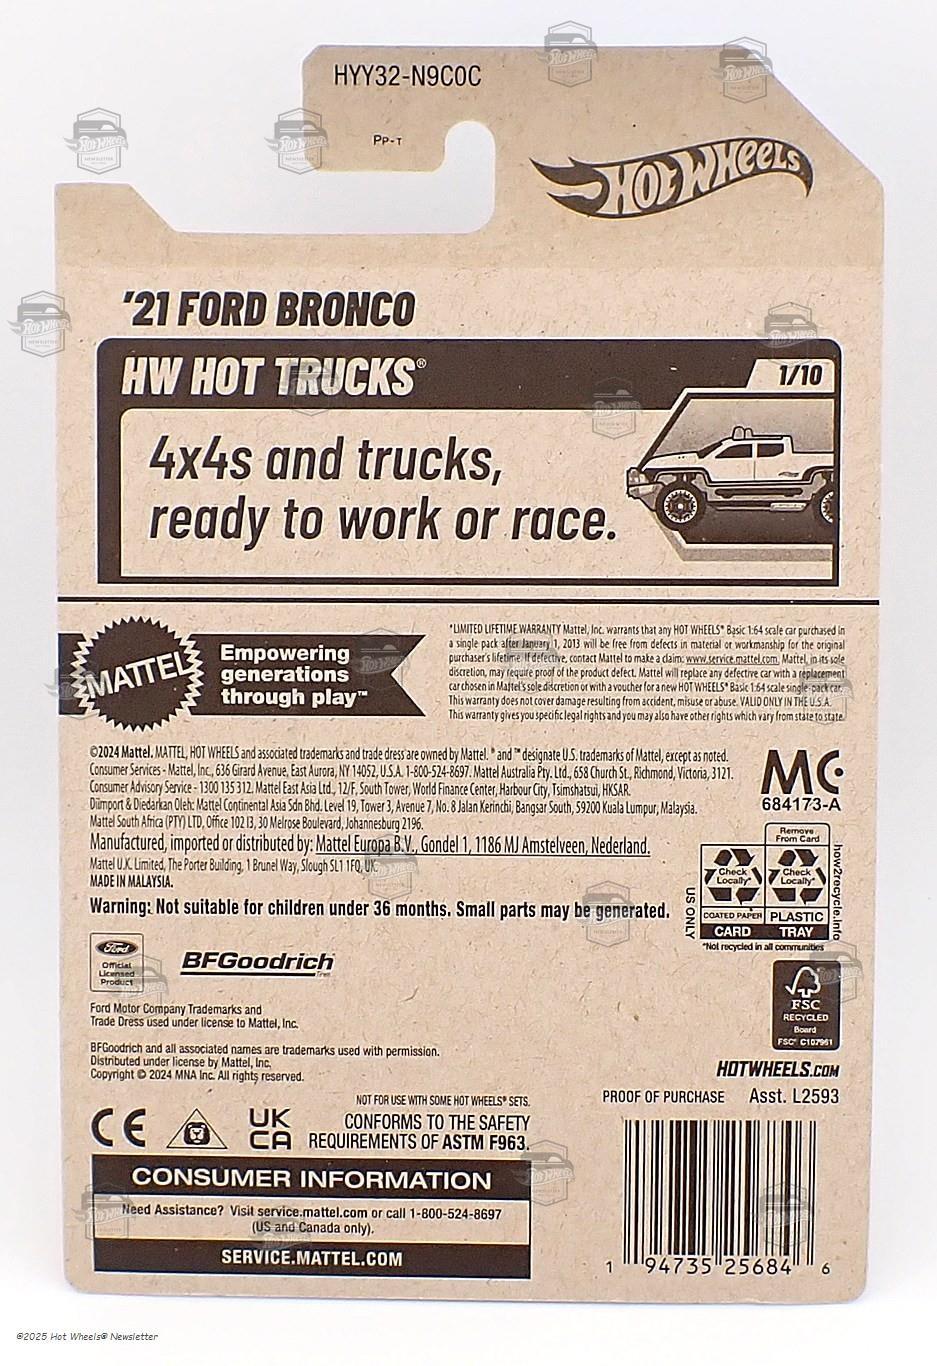 HYY32-N9C0C
PP-T
HOT WHEELS
'21 FORD BRONCO
HW HOT TRUCKS®
1/10
4x4s and trucks,
ready to work or race.
MATTEL
Empowering
generations
through play™
*LIMITED LIFETIME WARRANTY Mattel, Inc. warrants that any HOT WHEELS® Basic 1:64 scale car purchased in
a single pack after January 1, 2013 will be free from defects in material or workmanship for the original
purchaser's lifetime. If defective, contact Mattel to make a claim: www.service.mattel.com. Mattel, in its sole
discretion, may require proof of the product defect. Mattel will replace any defective car with a replacement
car chosen in Mattel's sole discretion or with a voucher for a new HOT WHEELS® Basic 1:64 scale single-pack car.
This warranty does not cover damage resulting from accident, misuse or abuse. VALID ONLY IN THE U.S.A.
This warranty gives you specific legal rights and you may also have other rights which vary from state to state.
©2024 Mattel. MATTEL, HOT WHEELS and associated trademarks and trade dress are owned by Mattel. ® and ™ designate U.S. trademarks of Mattel, except as noted.
Consumer Services - Mattel, Inc., 636 Girard Avenue, East Aurora, NY 14052, U.S.A. 1-800-524-8697. Mattel Australia Pty. Ltd., 658 Church St., Richmond, Victoria, 3121.
Consumer Advisory Service - 1300 135 312. Mattel East Asia Ltd., 12/F, South Tower, World Finance Center, Harbour City, Tsimshatsui, HKSAR.
Diimport & Diedarkan Oleh: Mattel Continental Asia Sdn Bhd. Level 19, Tower 3, Avenue 7, No. 8 Jalan Kerinchi, Bangsar South, 59200 Kuala Lumpur, Malaysia.
Mattel South Africa (PTY) LTD, Office 102 I3, 30 Melrose Boulevard, Johannesburg 2196.
Manufactured, imported or distributed by: Mattel Europa B.V., Gondel 1, 1186 MJ Amstelveen, Nederland.
Mattel U.K. Limited, The Porter Building, 1 Brunel Way, Slough SL1 1FQ, UK.
MADE IN MALAYSIA.
Warning: Not suitable for children under 36 months. Small parts may be generated.
MC
684173-A
Remove
From Card
Check
Locally*
Check
Locally*
COATED PAPER
PLASTIC
CARD
TRAY
US ONLY
how2recycle.info
*Not recycled in all communities
Ford
Official
Licensed
Product
BFGoodrich
Tires
FSC
RECYCLED
Board
FSC® C107961
Ford Motor Company Trademarks and
Trade Dress used under license to Mattel, Inc.
BFGoodrich and all associated names are trademarks used with permission.
Distributed under license by Mattel, Inc.
Copyright © 2024 MNA Inc. All rights reserved.
HOTWHEELS.COM
PROOF OF PURCHASE Asst. L2593
NOT FOR USE WITH SOME HOT WHEELS® SETS.
CE
UK
CA
CONFORMS TO THE SAFETY
REQUIREMENTS OF ASTM F963.
CONSUMER INFORMATION
Need Assistance? Visit service.mattel.com or call 1-800-524-8697
(US and Canada only).
SERVICE.MATTEL.COM
1 94735 25684 6
©2025 Hot Wheels® Newsletter